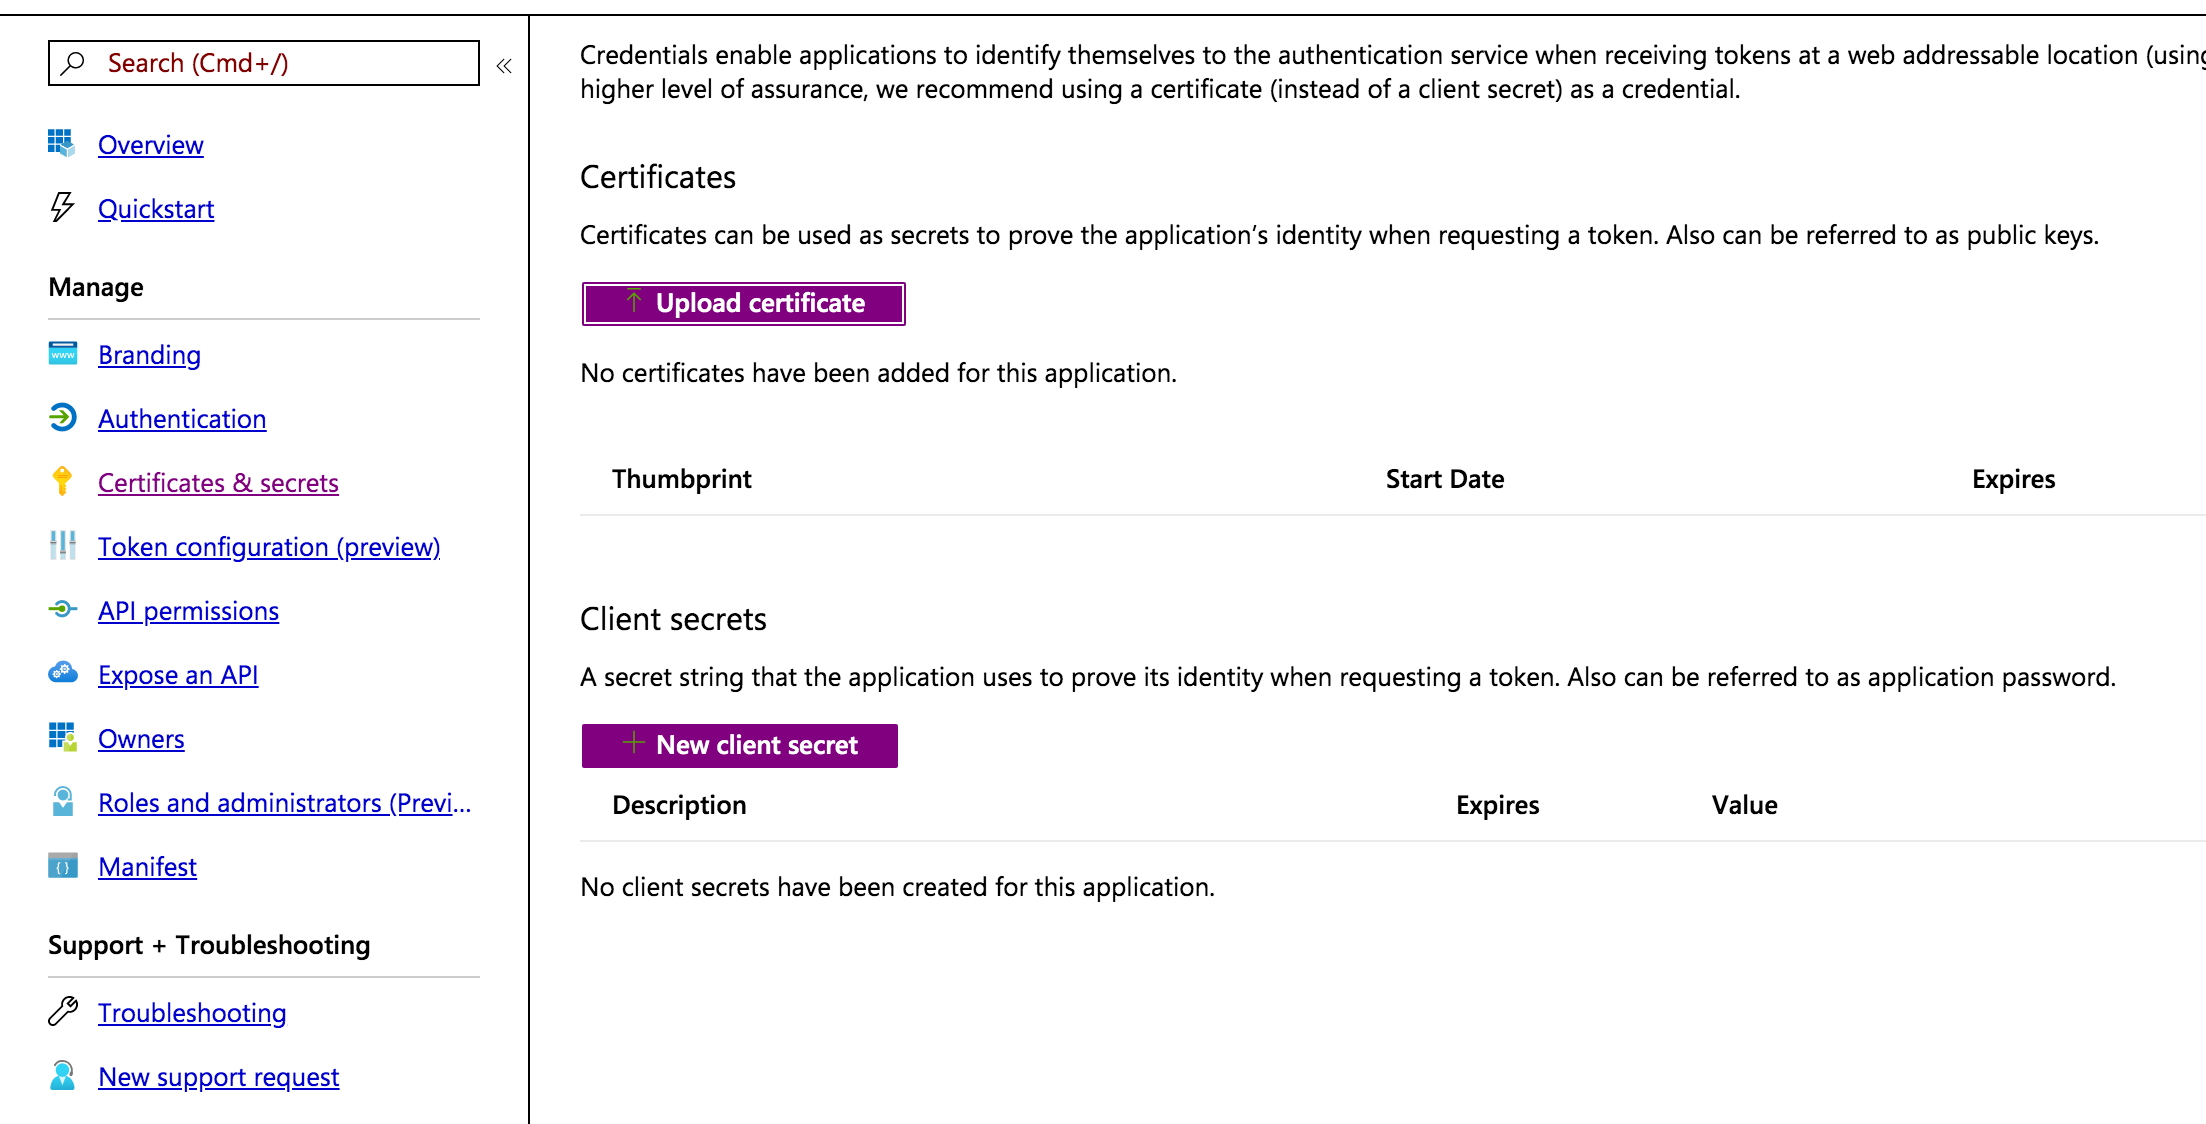 Search (Cmd+/)
Overview
Quickstart
Manage
Branding
Authentication
Certificates & secrets
Token configuration (preview)
API permissions
Expose an API
Owners
Roles and administrators (Previ...
Manifest
Support + Troubleshooting
Troubleshooting
New support request
Credentials enable applications to identify themselves to the authentication service when receiving tokens at a web addressable location (using
higher level of assurance, we recommend using a certificate (instead of a client secret) as a credential.
Certificates
Certificates can be used as secrets to prove the application’s identity when requesting a token. Also can be referred to as public keys.
Upload certificate
No certificates have been added for this application.
Thumbprint Start Date Expires
Client secrets
A secret string that the application uses to prove its identity when requesting a token. Also can be referred to as application password.
New client secret
Description Expires Value
No client secrets have been created for this application.